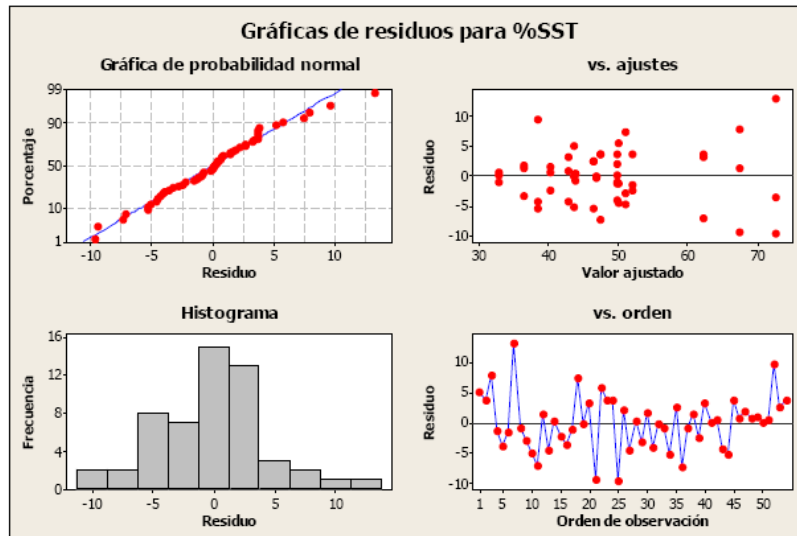 Gráficas de residuos para %SST
Gráfica de probabilidad normal
99
90
50
10
1
Porcentaje
-10 -5 0 5 10
Residuo
vs. ajustes
10
5
0
-5
-10
Residuo
30 40 50 60 70
Valor ajustado
Histograma
16
12
8
4
0
Frecuencia
-10 -5 0 5 10
Residuo
vs. orden
10
5
0
-5
-10
Residuo
1 5 10 15 20 25 30 35 40 45 50
Orden de observación